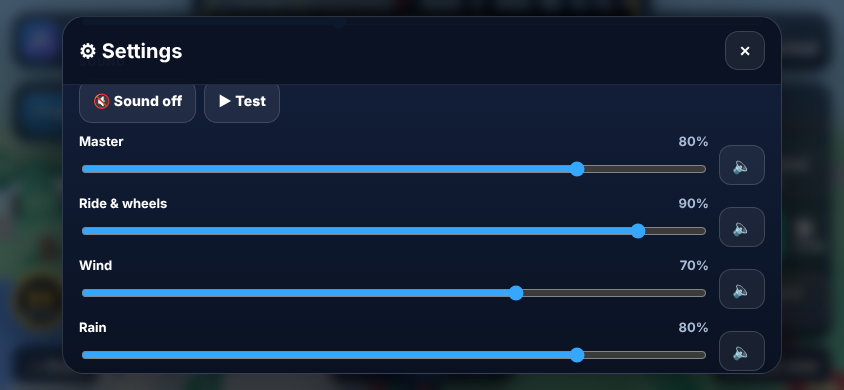 ⚙ Settings
×
🔇 Sound off
▶ Test
Master 80%
Ride & wheels 90%
Wind 70%
Rain 80%